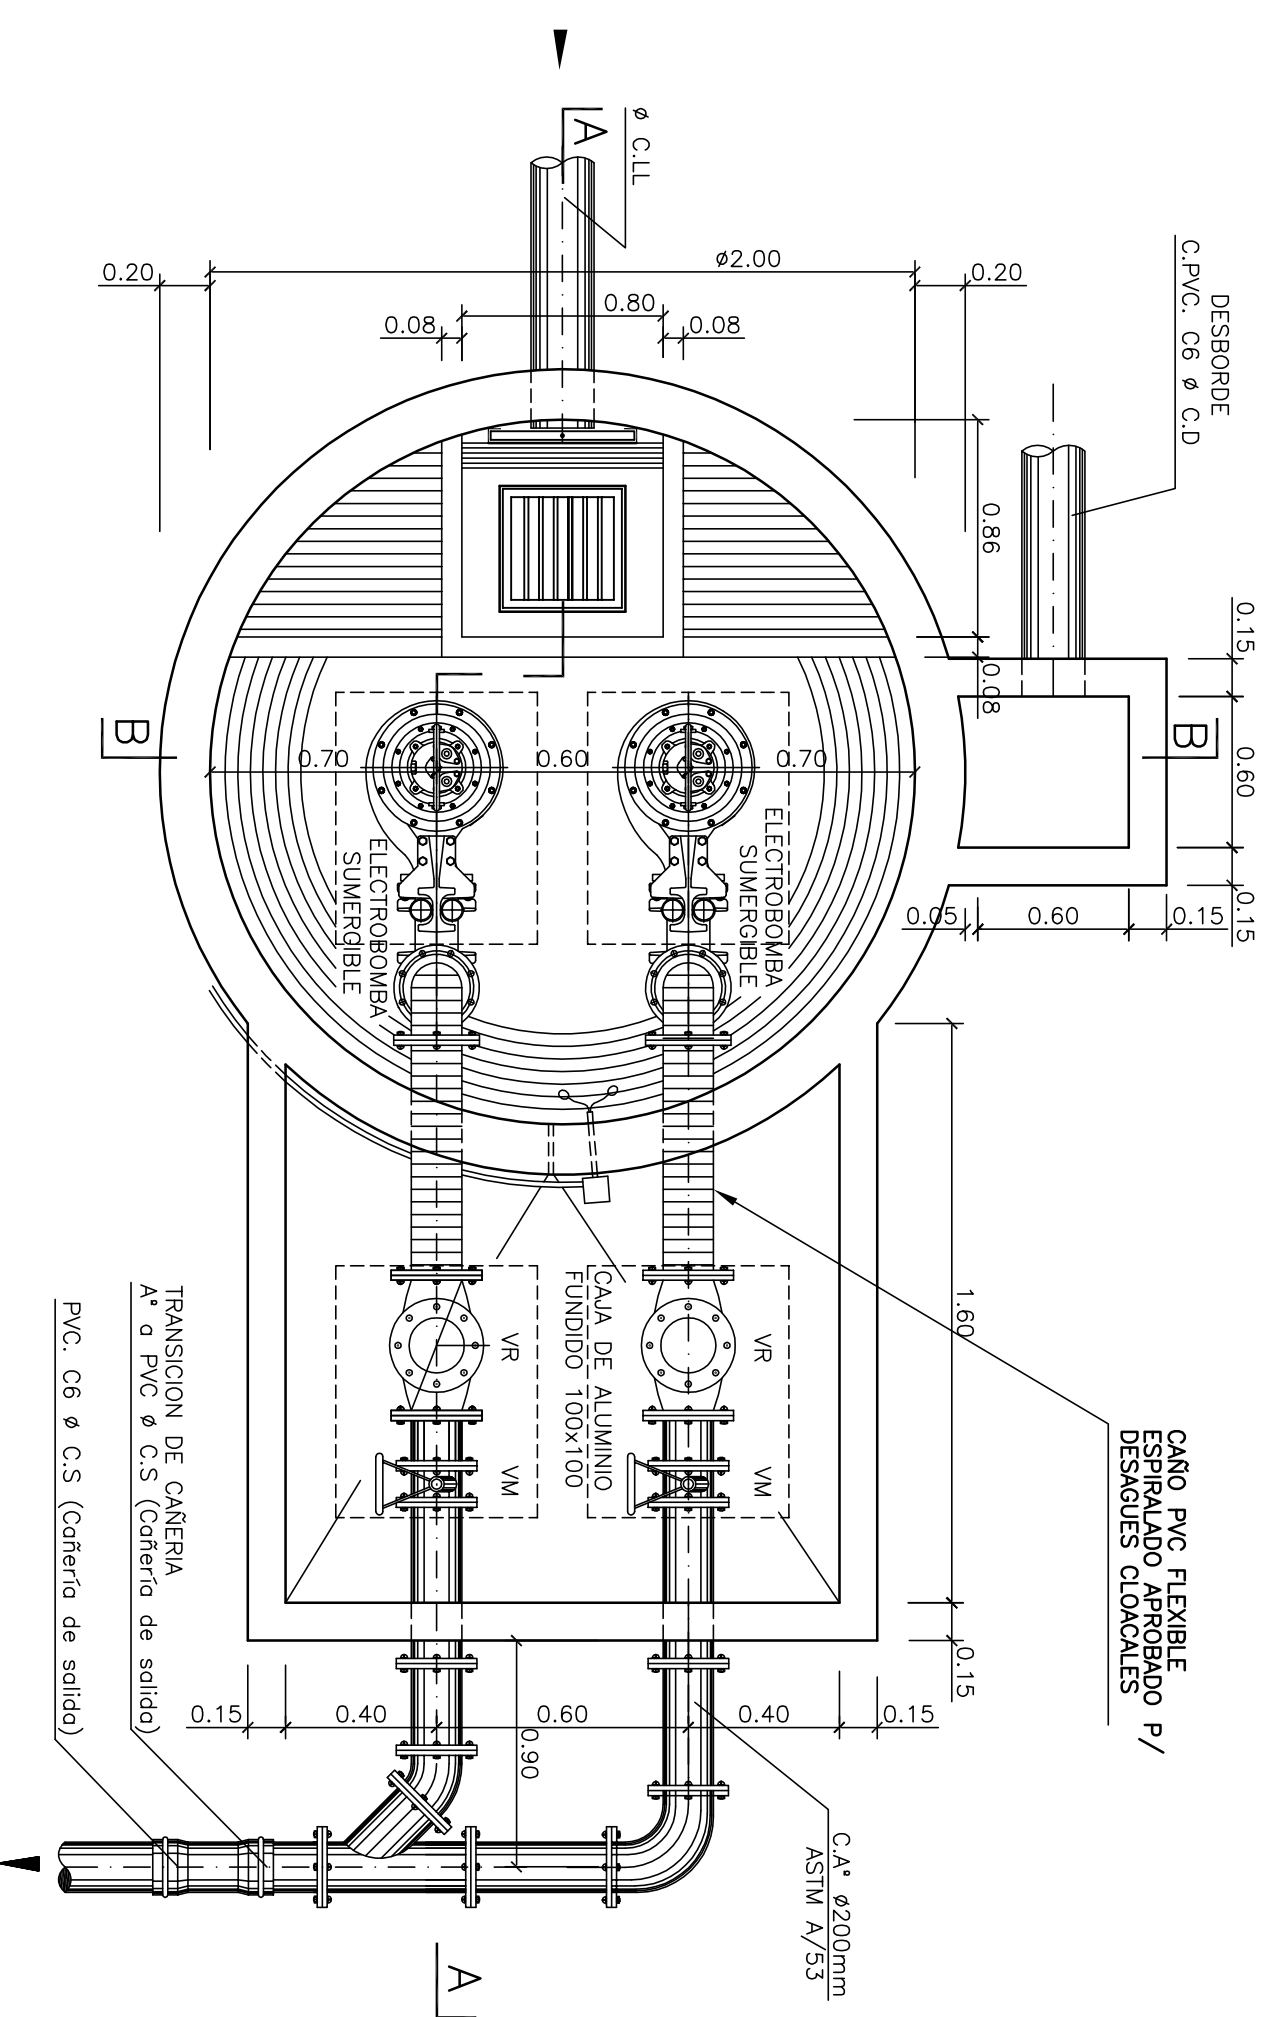 A
ø C.LL
DESBORDE
C.PVC. C6 ø C.D
0.20
ø2.00
0.20
0.08
0.80
0.08
0.86
0.08
0.15
0.60
0.15
B
B
0.70
0.60
0.70
ELECTROBOMBA
SUMERGIBLE
ELECTROBOMBA
SUMERGIBLE
0.05
0.60
0.15
1.60
0.15
CAÑO PVC FLEXIBLE
ESPIRALADO APROBADO P/
DESAGUES CLOACALES
CAJA DE ALUMINIO
FUNDIDO 100x100
VR
VR
VM
VM
TRANSICION DE CAÑERIA
Aº a PVC ø C.S (Cañería de salida)
PVC. C6 ø C.S (Cañería de salida)
0.15
0.40
0.60
0.40
0.15
0.90
C.Aº ø200mm
ASTM A/53
A